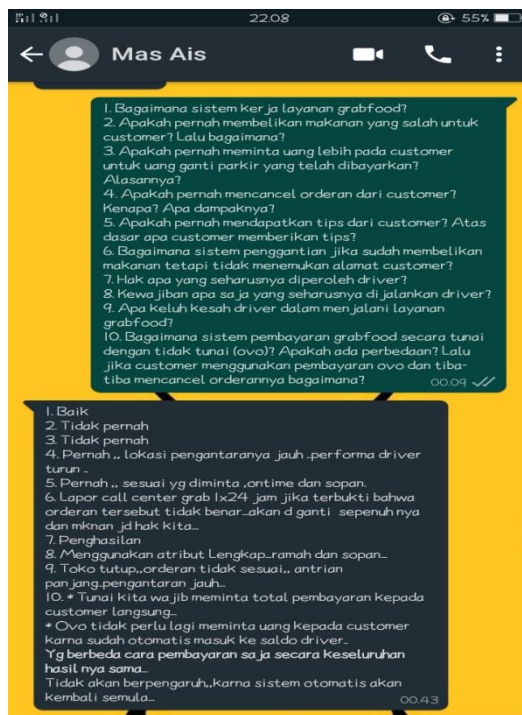 22.08
55%
Mas Ais
1. Bagaimana sistem kerja layanan grabfood?
2. Apakah pernah membelikan makanan yang salah untuk
customer? Lalu bagaimana?
3. Apakah pernah meminta uang lebih pada customer
untuk uang ganti parkir yang telah dibayarkan?
Alasannya?
4. Apakah pernah mencancel orderan dari customer?
Kenapa? Apa dampaknya?
5. Apakah pernah mendapatkan tips dari customer? Atas
dasar apa customer memberikan tips?
6. Bagaimana sistem penggantian jika sudah membelikan
makanan tetapi tidak menemukan alamat customer?
7. Hak apa yang seharusnya diperoleh driver?
8. Kewajiban apa saja yang seharusnya dijalankan driver?
9. Apa keluh kesah driver dalam menjalani layanan
grabfood?
10. Bagaimana sistem pembayaran grabfood secara tunai
dengan tidak tunai (ovo)? Apakah ada perbedaan? Lalu
jika customer menggunakan pembayaran ovo dan tiba-
tiba mencancel orderannya bagaimana?
00.09
1. Baik
2. Tidak pernah
3. Tidak pernah
4. Pernah ,, lokasi pengantaranya jauh ..performa driver
turun ..
5. Pernah ,, sesuai yg diminta ,ontime dan sopan.
6. Lapor call center grab 1x24 jam jika terbukti bahwa
orderan tersebut tidak benar...akan d ganti sepenuh nya
dan mknan jd hak kita...
7. Penghasilan
8. Menggunakan atribut Lengkap...ramah dan sopan...
9. Toko tutup,,orderan tidak sesuai,, antrian
panjang,pengantaran jauh...
10. * Tunai kita wajib meminta total pembayaran kepada
customer langsung...
* Ovo tidak perlu lagi meminta uang kepada customer
karna sudah otomatis masuk ke saldo driver..
Yg berbeda cara pembayaran saja secara keseluruhan
hasil nya sama...
Tidak akan berpengaruh,,karna sistem otomatis akan
kembali semula...
00.43